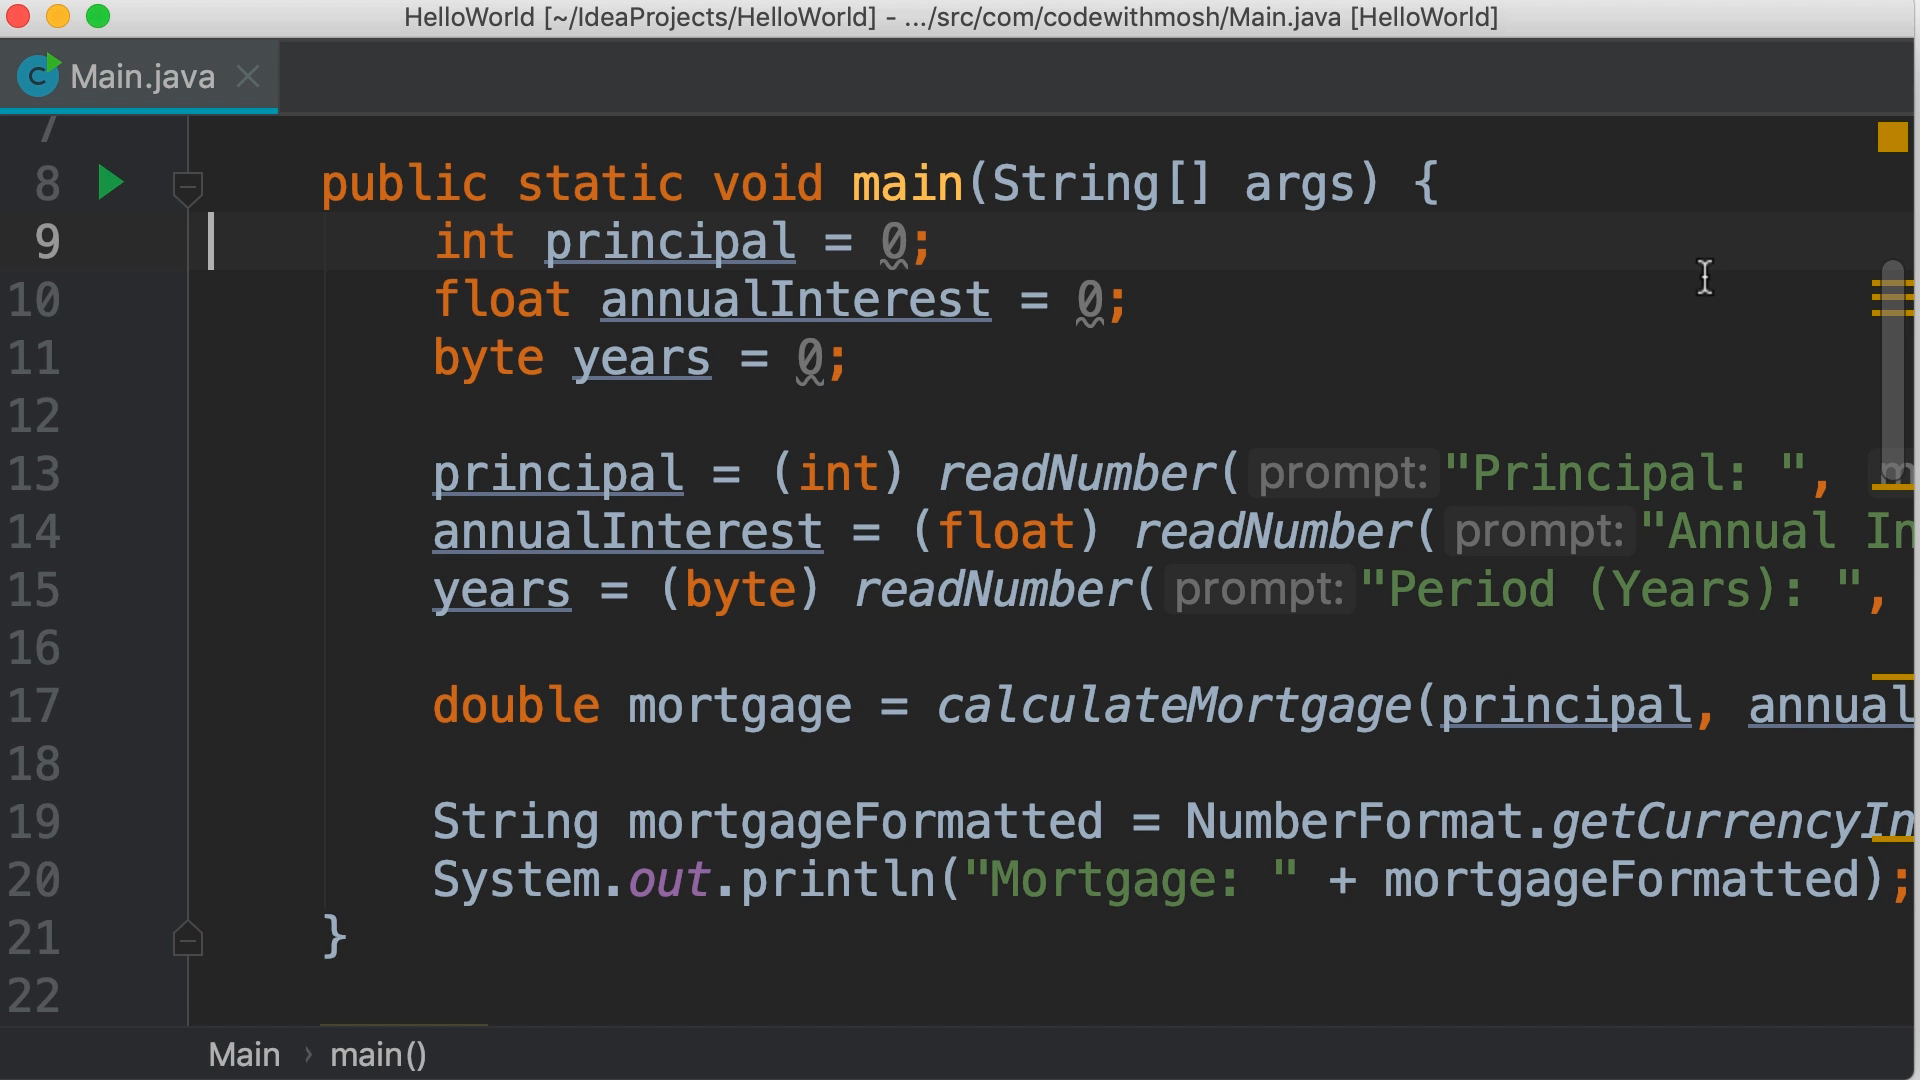 HelloWorld [~/IdeaProjects/HelloWorld] - .../src/com/codewithmosh/Main.java [HelloWorld]
Main.java
7
8 public static void main(String[] args) {
9 int principal = 0;
10 float annualInterest = 0;
11 byte years = 0;
12
13 principal = (int) readNumber( prompt: "Principal: ", m
14 annualInterest = (float) readNumber( prompt: "Annual In
15 years = (byte) readNumber( prompt: "Period (Years): ",
16
17 double mortgage = calculateMortgage(principal, annual
18
19 String mortgageFormatted = NumberFormat.getCurrencyIn
20 System.out.println("Mortgage: " + mortgageFormatted);
21 }
22
Main › main()